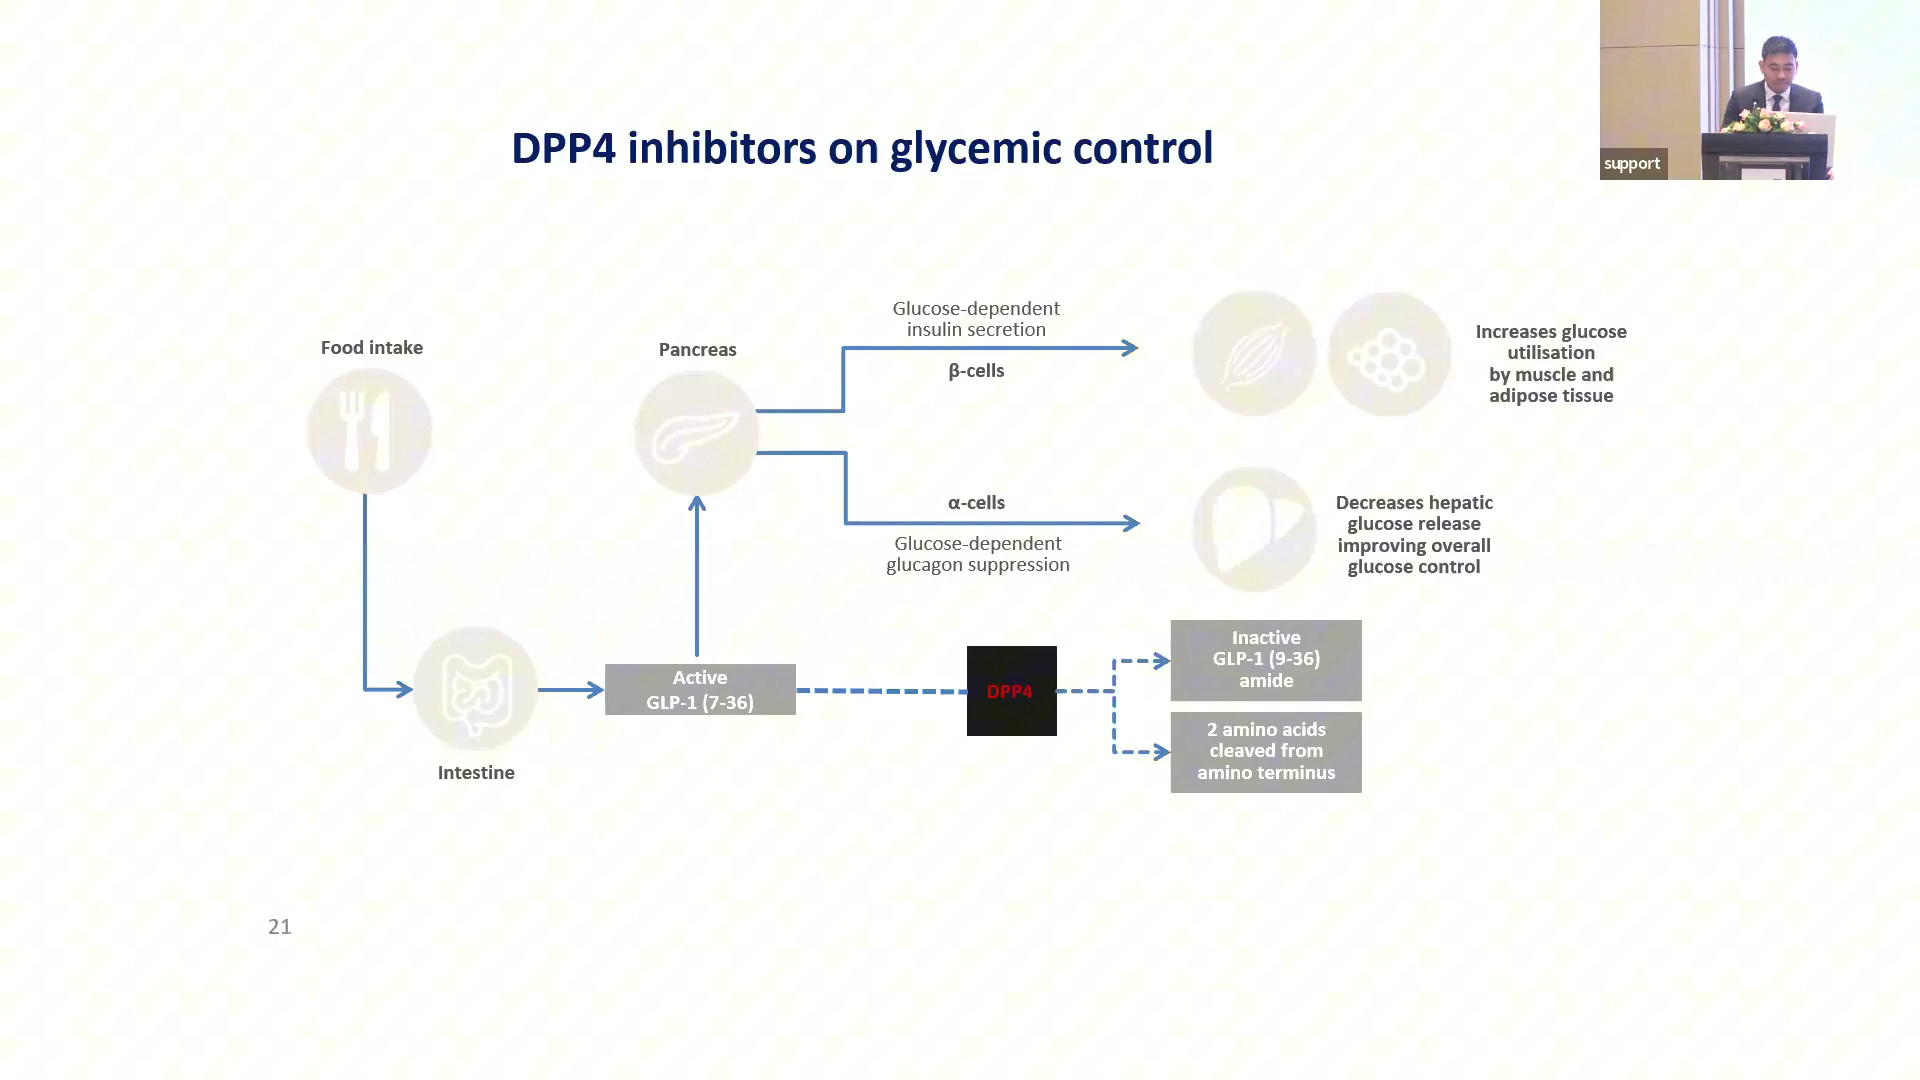 DPP4 inhibitors on glycemic control
support
Food intake
Pancreas
Glucose-dependent
insulin secretion
β-cells
Increases glucose
utilisation
by muscle and
adipose tissue
α-cells
Glucose-dependent
glucagon suppression
Decreases hepatic
glucose release
improving overall
glucose control
Intestine
Active
GLP-1 (7-36)
DPP4
Inactive
GLP-1 (9-36)
amide
2 amino acids
cleaved from
amino terminus
21